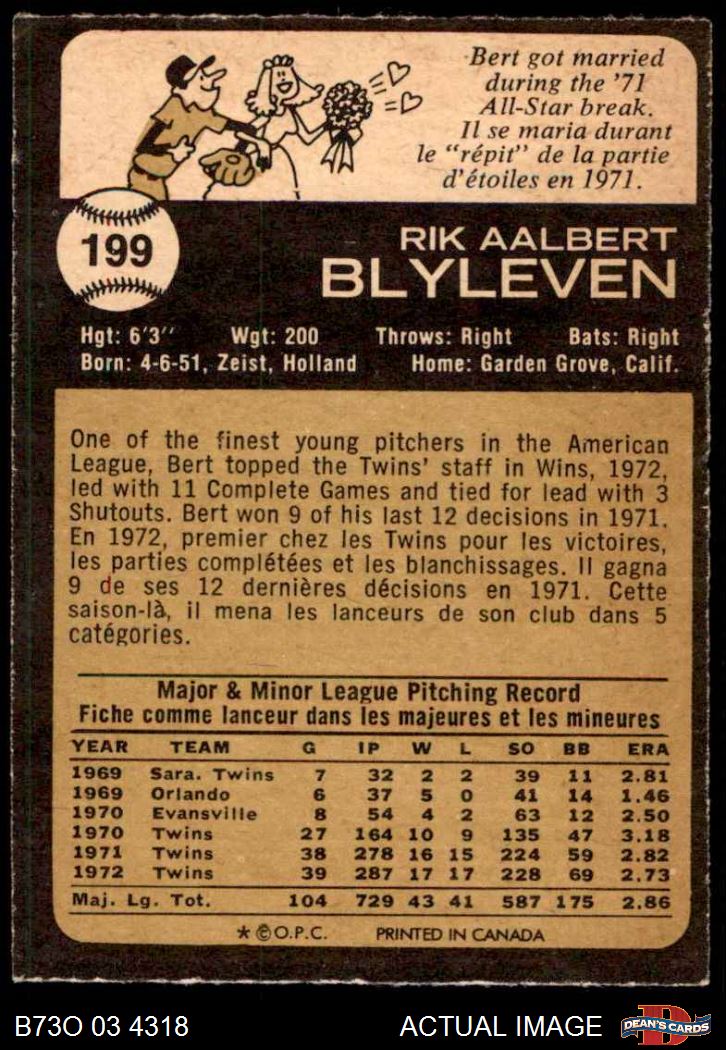 Bert got married
during the '71
All-Star break.
Il se maria durant
le "répit" de la partie
d'étoiles en 1971.
199
RIK AALBERT
BLYLEVEN
Hgt: 6'3" Wgt: 200 Throws: Right Bats: Right
Born: 4-6-51, Zeist, Holland Home: Garden Grove, Calif.
One of the finest young pitchers in the American
League, Bert topped the Twins' staff in Wins, 1972,
led with 11 Complete Games and tied for lead with 3
Shutouts. Bert won 9 of his last 12 decisions in 1971.
En 1972, premier chez les Twins pour les victoires,
les parties complétées et les blanchissages. Il gagna
9 de ses 12 dernières décisions en 1971. Cette
saison-là, il mena les lanceurs de son club dans 5
catégories.
Major & Minor League Pitching Record
Fiche comme lanceur dans les majeures et les mineures
YEAR TEAM G IP W L SO BB ERA
1969 Sara. Twins 7 32 2 2 39 11 2.81
1969 Orlando 6 37 5 0 41 14 1.46
1970 Evansville 8 54 4 2 63 12 2.50
1970 Twins 27 164 10 9 135 47 3.18
1971 Twins 38 278 16 15 224 59 2.82
1972 Twins 39 287 17 17 228 69 2.73
Maj. Lg. Tot. 104 729 43 41 587 175 2.86
* © O.P.C. PRINTED IN CANADA
B73O 03 4318 ACTUAL IMAGE D DEAN'S CARDS